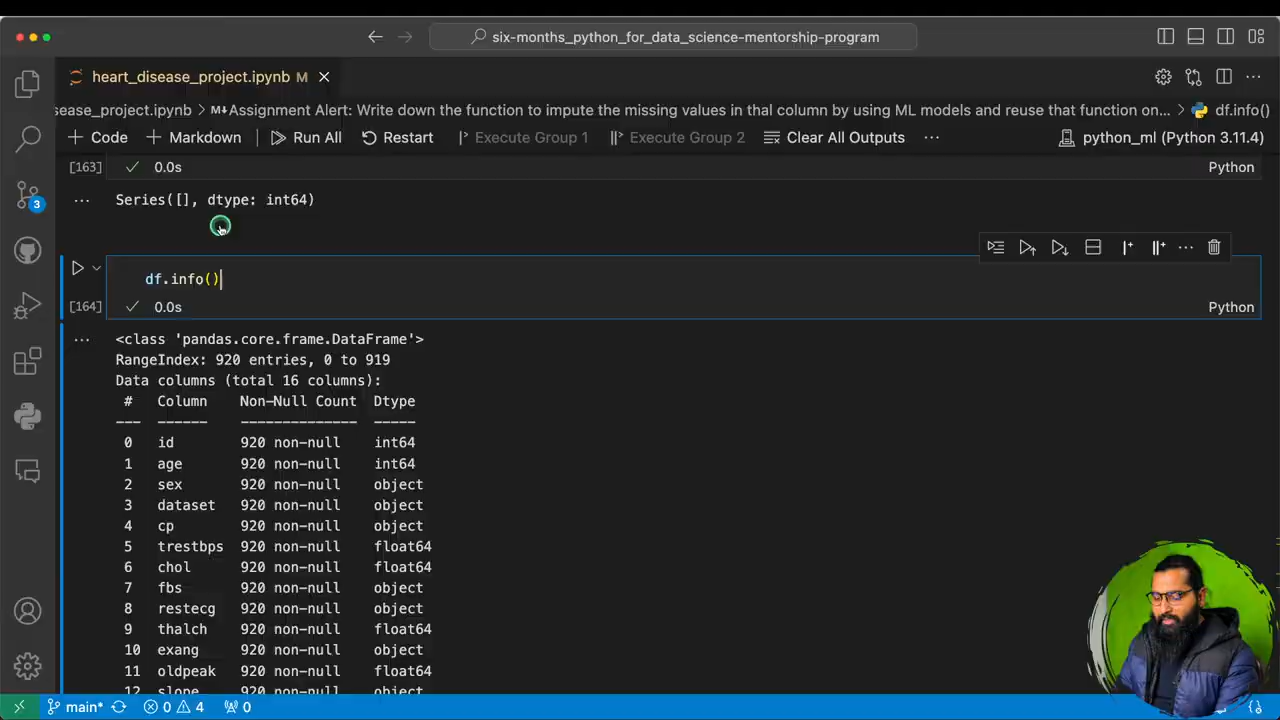 six-months_python_for_data_science-mentorship-program
heart_disease_project.ipynb M
sease_project.ipynb > M↓Assignment Alert: Write down the function to impute the missing values in thal column by using ML models and reuse that function on... > df.info()
+ Code + Markdown Run All Restart Execute Group 1 Execute Group 2 Clear All Outputs ... python_ml (Python 3.11.4)
[163] 0.0s Python
... Series([], dtype: int64)
df.info()
[164] 0.0s Python
3
... <class 'pandas.core.frame.DataFrame'>
RangeIndex: 920 entries, 0 to 919
Data columns (total 16 columns):
# Column Non-Null Count Dtype
--- ------ -------------- -----
0 id 920 non-null int64
1 age 920 non-null int64
2 sex 920 non-null object
3 dataset 920 non-null object
4 cp 920 non-null object
5 trestbps 920 non-null float64
6 chol 920 non-null float64
7 fbs 920 non-null object
8 restecg 920 non-null object
9 thalch 920 non-null float64
10 exang 920 non-null object
11 oldpeak 920 non-null float64
12 slope 920 non-null object
main* 0 4 0